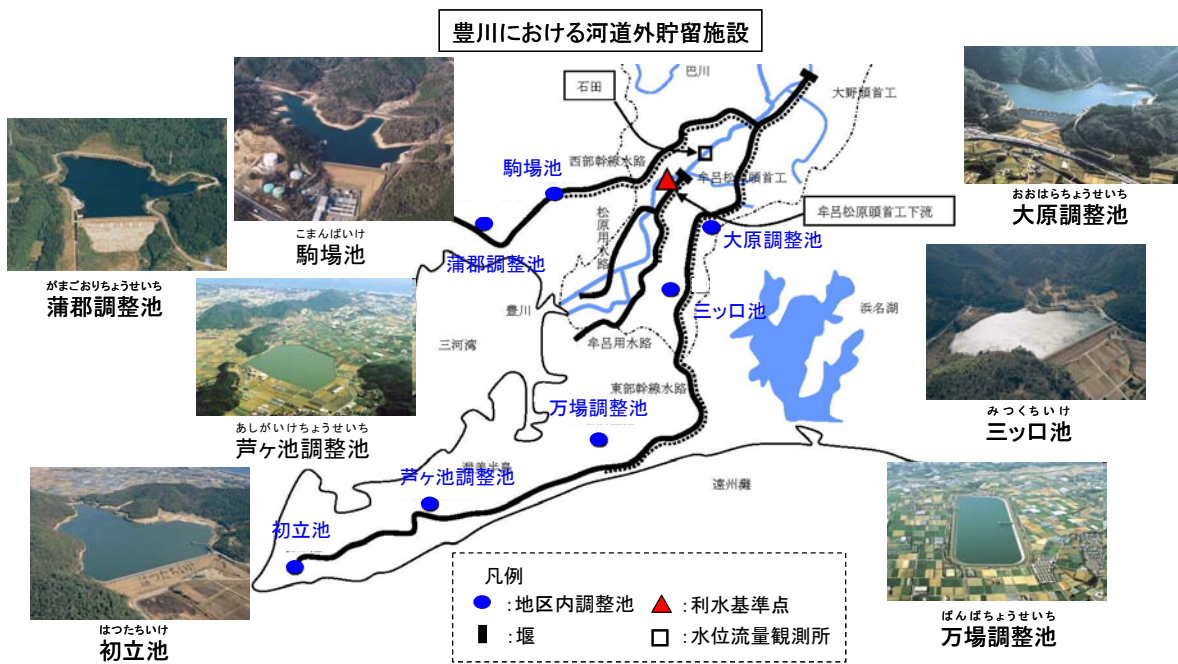 豊川における河道外貯留施設
石田
巴川
大野頭首工
西部幹線水路
駒場池
牟呂松原頭首工
牟呂松原頭首工下流
松原用水路
大原調整池
蒲郡調整池
三ッ口池
豊川
浜名湖
三河湾
牟呂用水路
東部幹線水路
万場調整池
渥美半島
芦ヶ池調整池
遠州灘
初立池
こまんばいけ
駒場池
がまごおりちょうせいち
蒲郡調整池
あしがいけちょうせいち
芦ヶ池調整池
はつたちいけ
初立池
おおはらちょうせいち
大原調整池
みつくちいけ
三ッ口池
ばんばちょうせいち
万場調整池
はつたちいけ
凡例
:地区内調整池
:利水基準点
:堰
:水位流量観測所